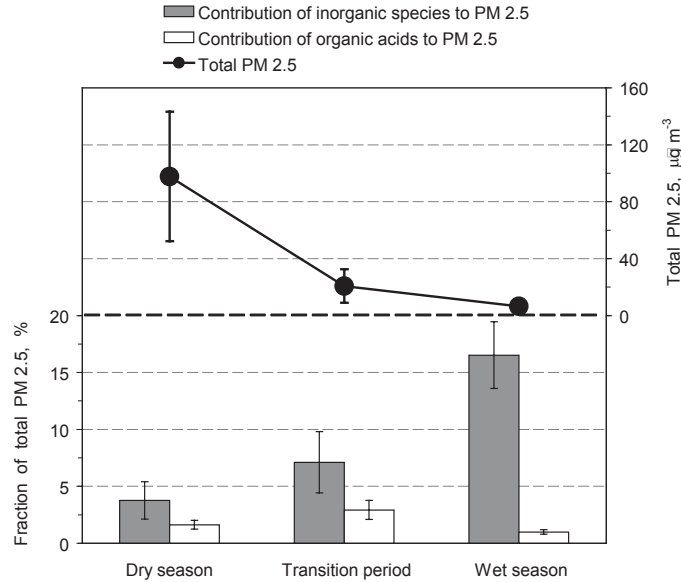 Contribution of inorganic species to PM 2.5
Contribution of organic acids to PM 2.5
Total PM 2.5
160
120
80
40
0
Total PM 2.5, µg m-3
20
15
10
5
0
Fraction of total PM 2.5, %
Dry season
Transition period
Wet season